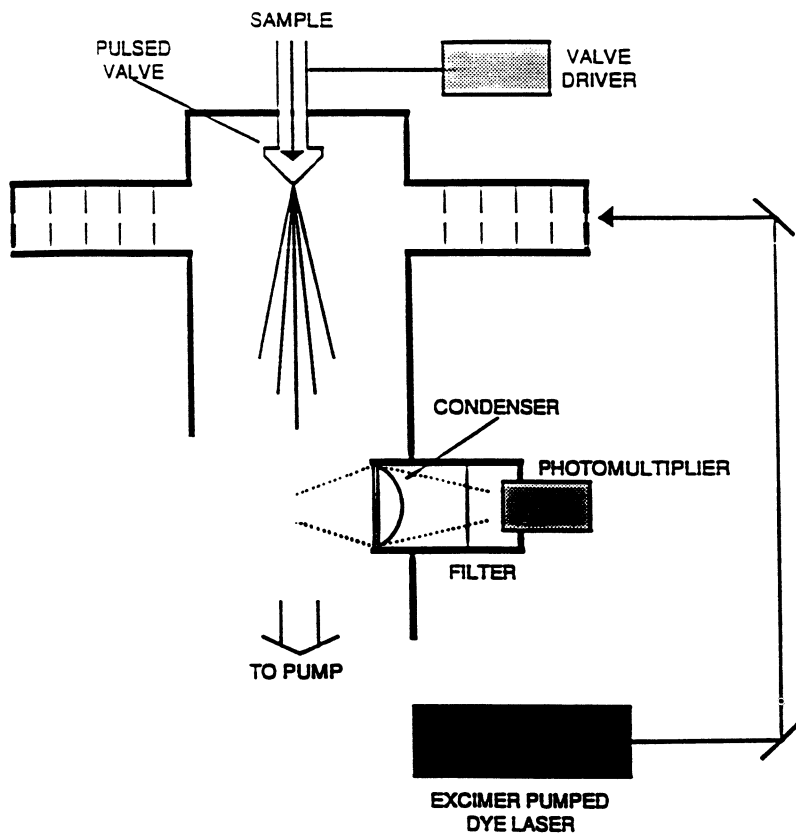 SAMPLE
PULSED
VALVE
VALVE
DRIVER
CONDENSER
PHOTOMULTIPLIER
FILTER
TO PUMP
EXCIMER PUMPED
DYE LASER